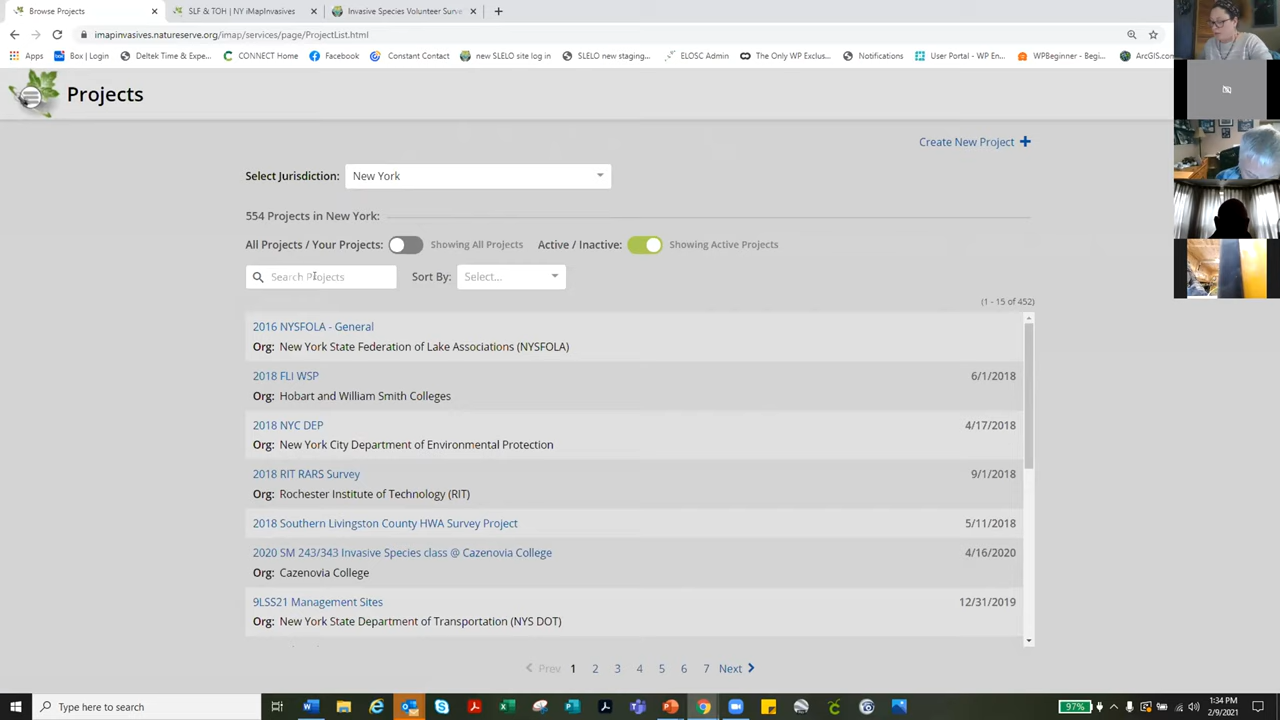 Browse Projects
SLF & TOH | NY iMapInvasives
Invasive Species Volunteer Surve
imapinvasives.natureserve.org/imap/services/page/ProjectList.html
Apps
Box | Login
Deltek Time & Expe...
CONNECT Home
Facebook
Constant Contact
new SLELO site log in
SLELO new staging...
ELOSC Admin
The Only WP Exclus...
Notifications
User Portal - WP En...
WPBeginner - Begi...
ArcGIS.com
Projects
Create New Project +
Select Jurisdiction: New York
554 Projects in New York:
All Projects / Your Projects: Showing All Projects Active / Inactive: Showing Active Projects
Search Projects Sort By: Select...
(1 - 15 of 452)
2016 NYSFOLA - General
Org: New York State Federation of Lake Associations (NYSFOLA)
2018 FLI WSP 6/1/2018
Org: Hobart and William Smith Colleges
2018 NYC DEP 4/17/2018
Org: New York City Department of Environmental Protection
2018 RIT RARS Survey 9/1/2018
Org: Rochester Institute of Technology (RIT)
2018 Southern Livingston County HWA Survey Project 5/11/2018
2020 SM 243/343 Invasive Species class @ Cazenovia College 4/16/2020
Org: Cazenovia College
9LSS21 Management Sites 12/31/2019
Org: New York State Department of Transportation (NYS DOT)
Prev 1 2 3 4 5 6 7 Next
Type here to search
97%
1:34 PM
2/9/2021